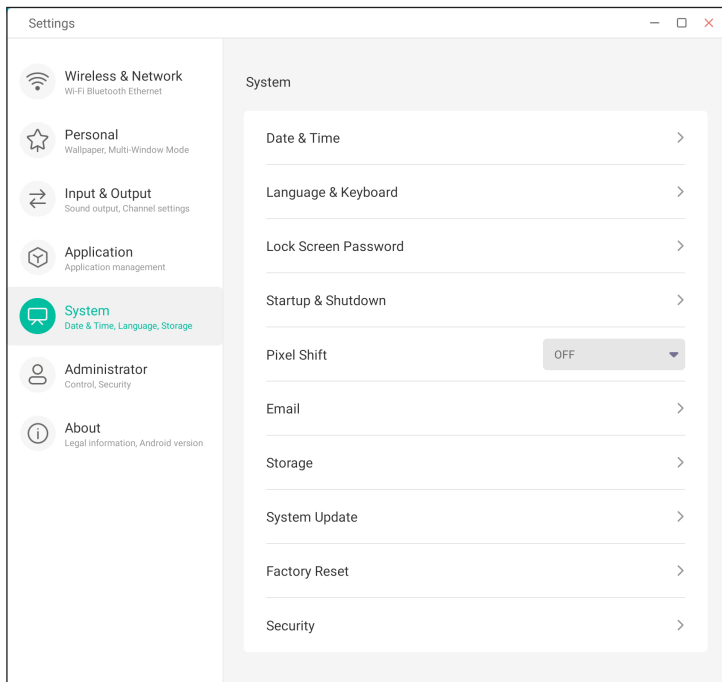 Settings
Wireless & Network
Wi-Fi Bluetooth Ethernet
Personal
Wallpaper, Multi-Window Mode
Input & Output
Sound output, Channel settings
Application
Application management
System
Date & Time, Language, Storage
Administrator
Control, Security
About
Legal information, Android version
System
Date & Time
Language & Keyboard
Lock Screen Password
Startup & Shutdown
Pixel Shift
OFF
Email
Storage
System Update
Factory Reset
Security